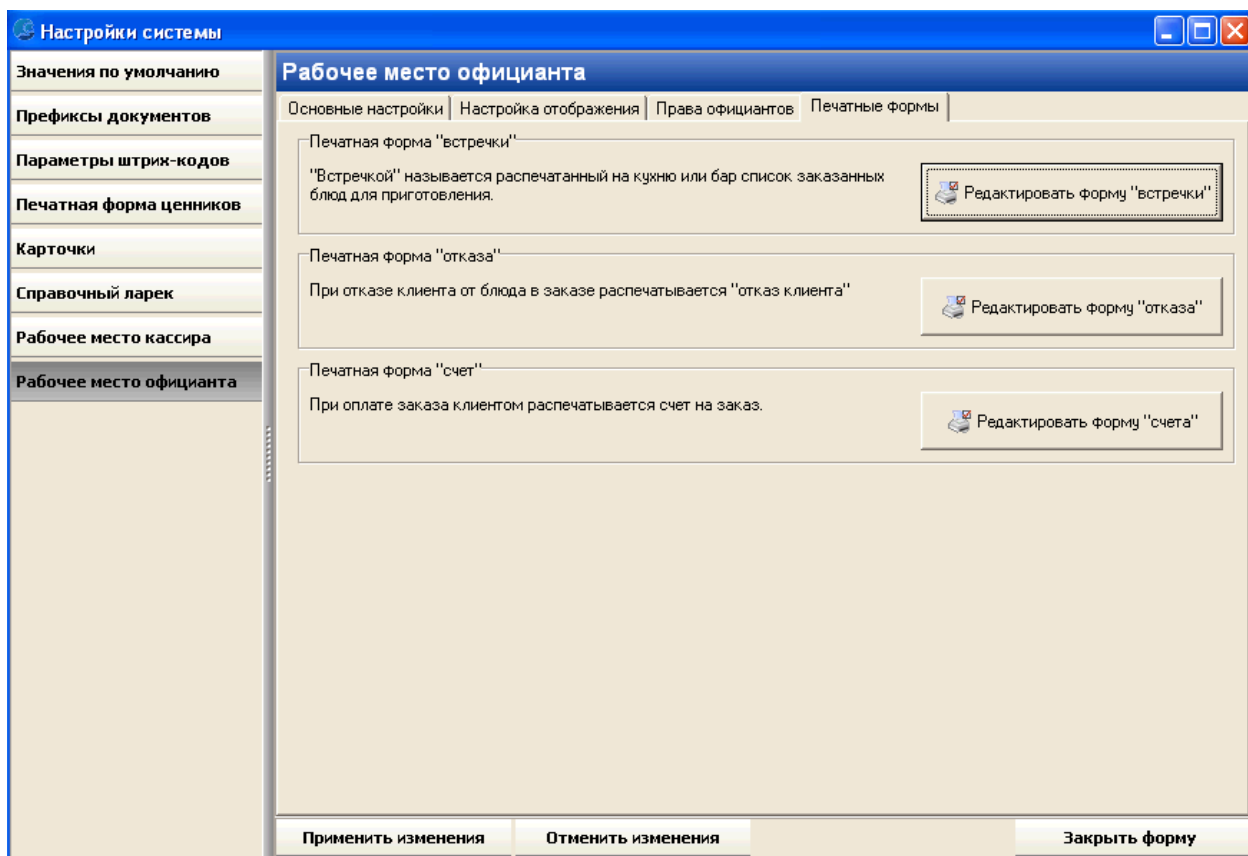 Настройки системы
Значения по умолчанию
Префиксы документов
Параметры штрих-кодов
Печатная форма ценников
Карточки
Справочный ларек
Рабочее место кассира
Рабочее место официанта
Рабочее место официанта
Основные настройки
Настройка отображения
Права официантов
Печатные формы
Печатная форма "встречки"
"Встречкой" называется распечатанный на кухню или бар список заказанных
блюд для приготовления.
Редактировать форму "встречки"
Печатная форма "отказа"
При отказе клиента от блюда в заказе распечатывается "отказ клиента"
Редактировать форму "отказа"
Печатная форма "счет"
При оплате заказа клиентом распечатывается счет на заказ.
Редактировать форму "счета"
Применить изменения
Отменить изменения
Закрыть форму